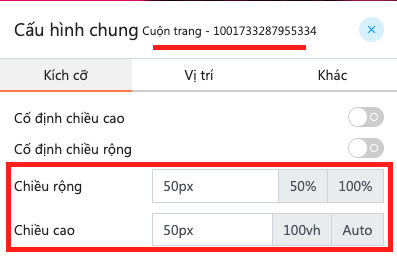 Cấu hình chung Cuộn trang - 1001733287955334
Kích cỡ Vị trí Khác
Cố định chiều cao
Cố định chiều rộng
Chiều rộng 50px 50% 100%
Chiều cao 50px 100vh Auto